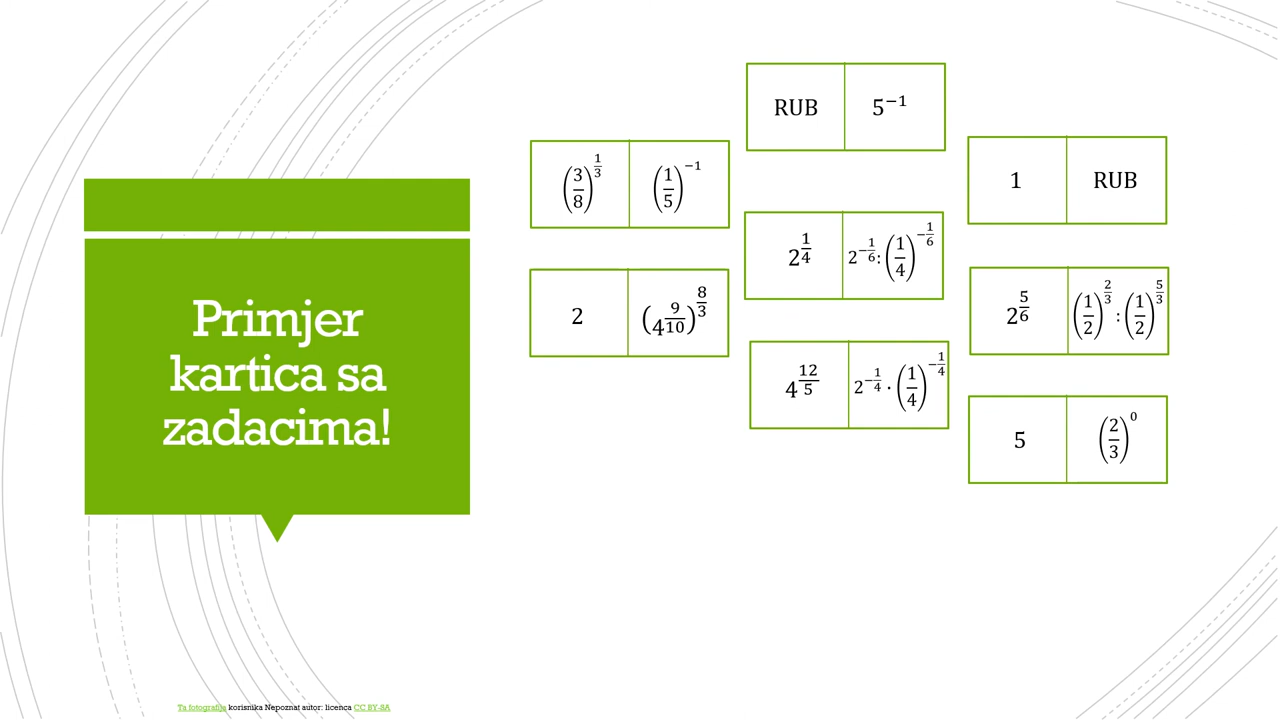 Primjer
kartica sa
zadacima!
RUB | 5⁻¹
(3/8)^(1/3) | (1/5)^(−1)
1 | RUB
2^(1/4) | 2^(−1/6):(1/4)^(−1/6)
2 | (4^(9/10))^(8/3)
2^(5/6) | (1/2)^(2/3):(1/2)^(5/3)
4^(12/5) | 2^(−1/4)·(1/4)^(−1/4)
5 | (2/3)^0
Ta fotografija korisnika Nepoznat autor: licenca CC BY-SA